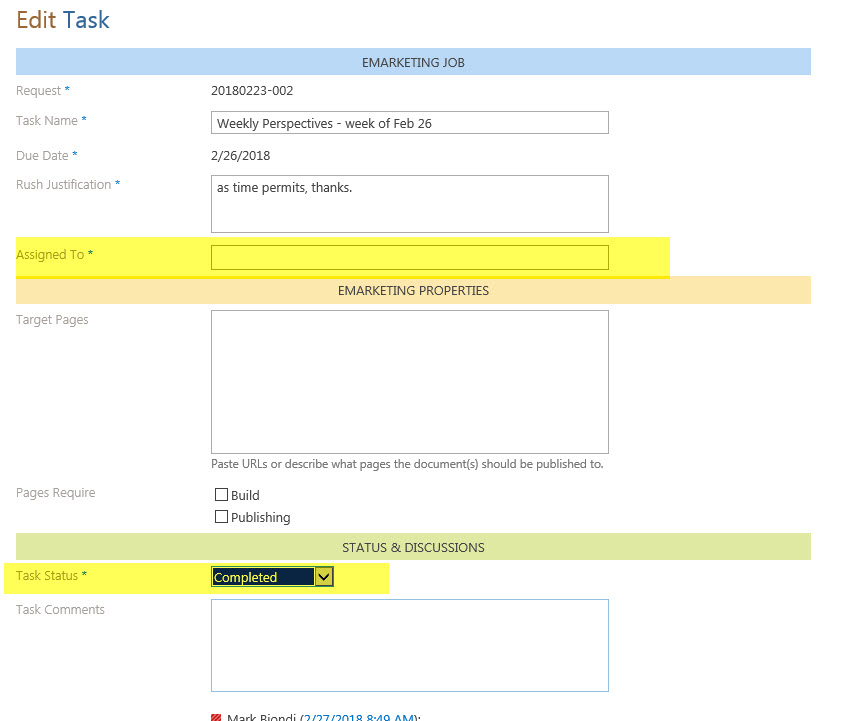 Edit Task
EMARKETING JOB
Request *
20180223-002
Task Name *
Weekly Perspectives - week of Feb 26
Due Date *
2/26/2018
Rush Justification *
as time permits, thanks.
Assigned To *
EMARKETING PROPERTIES
Target Pages
Paste URLs or describe what pages the document(s) should be published to.
Pages Require
Build
Publishing
STATUS & DISCUSSIONS
Task Status *
Completed
Task Comments
Mark Biondi (2/27/2018 8:49 AM):